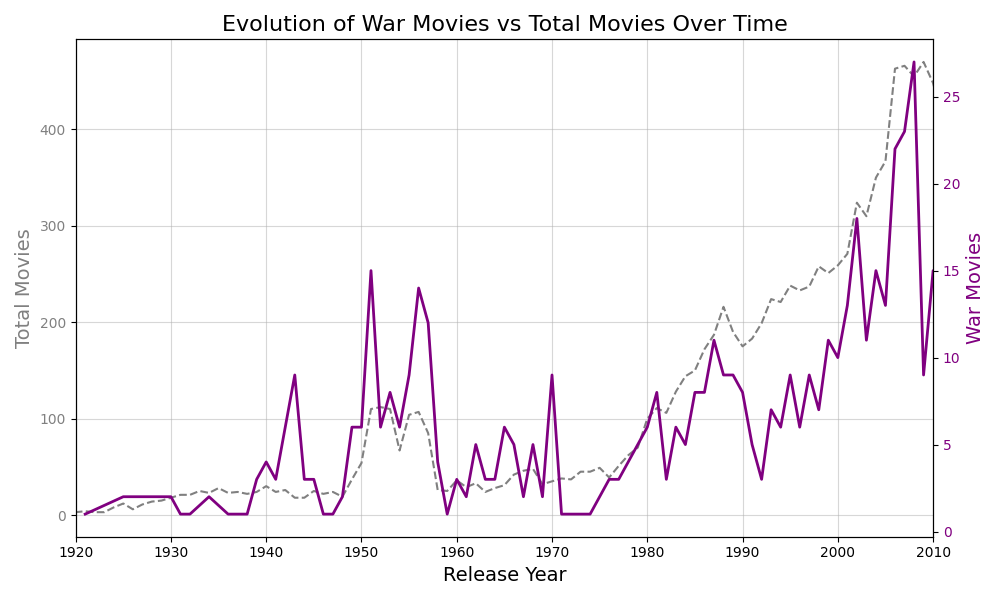 Evolution of War Movies vs Total Movies Over Time
Total Movies
400
300
200
100
0
25
20
15
10
5
0
War Movies
1920 1930 1940 1950 1960 1970 1980 1990 2000 2010
Release Year